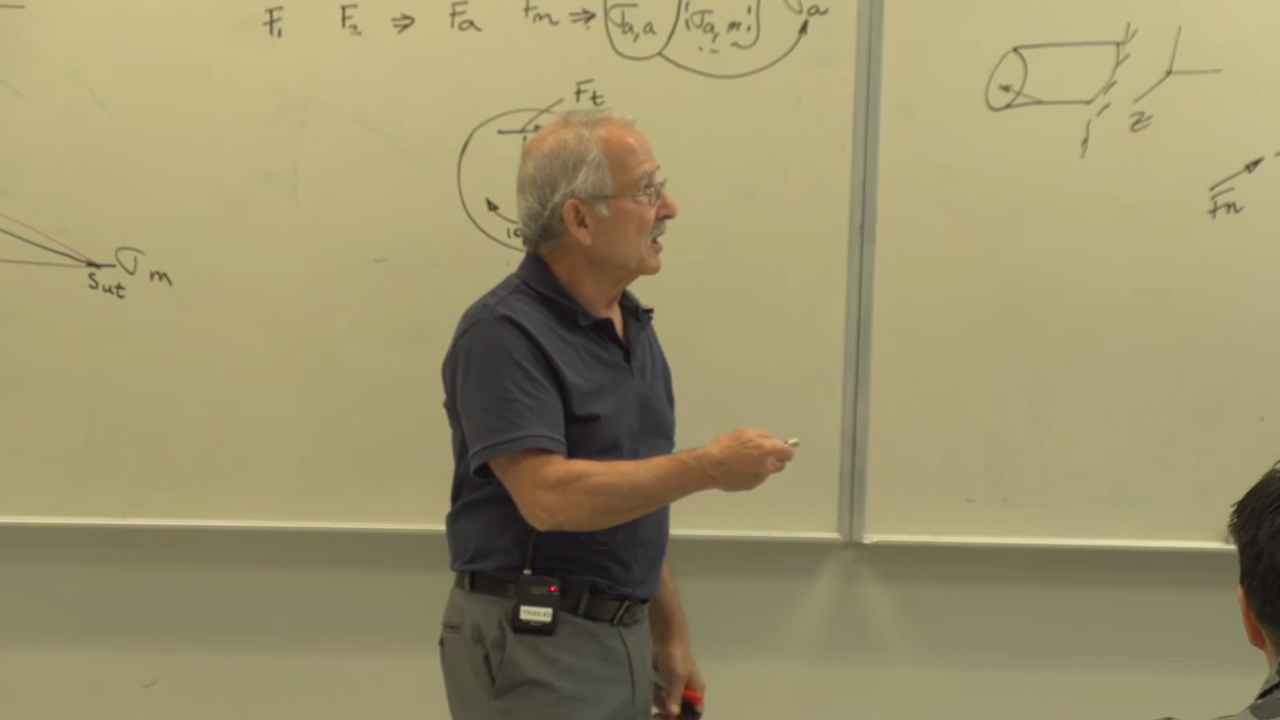 F₁ F₂ ⇒ Fa Fm ⇒ σa,a σa,m σa
Ft
z
Fn
σm
Sut